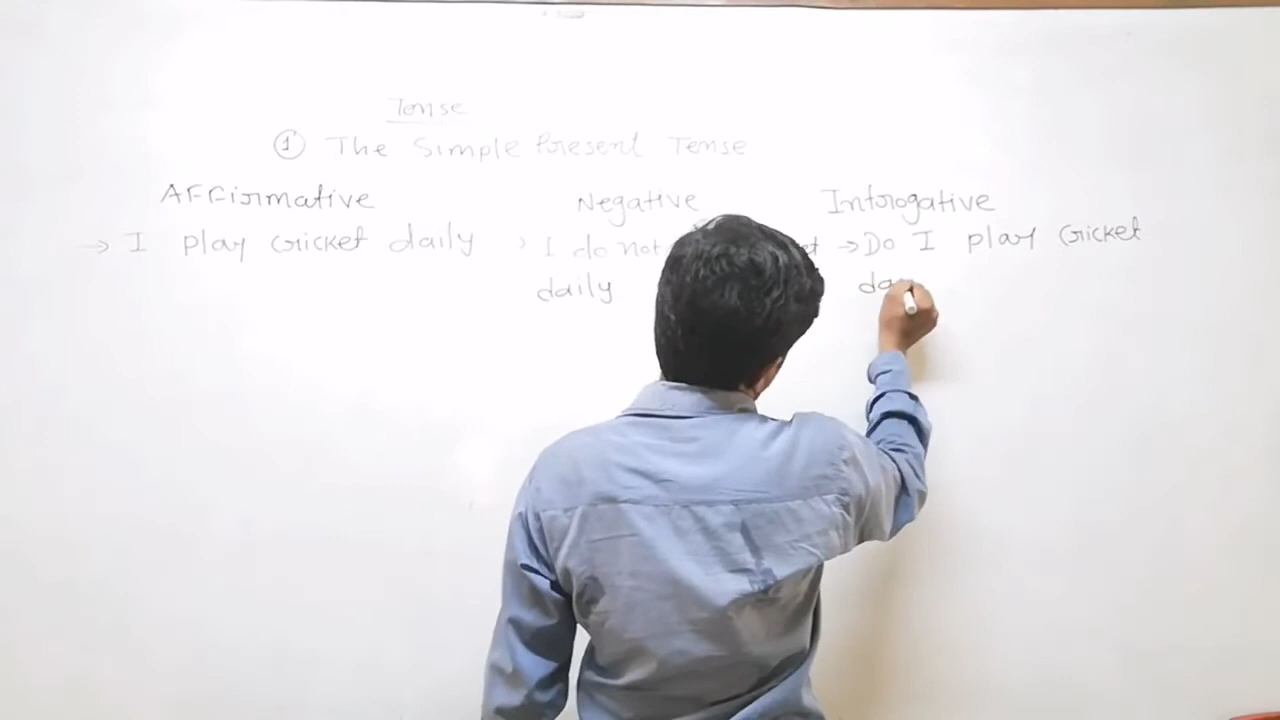 Tense
① The Simple Present Tense
Affirmative Negative Introgative
→ I play cricket daily → I do not → Do I play cricket
daily da